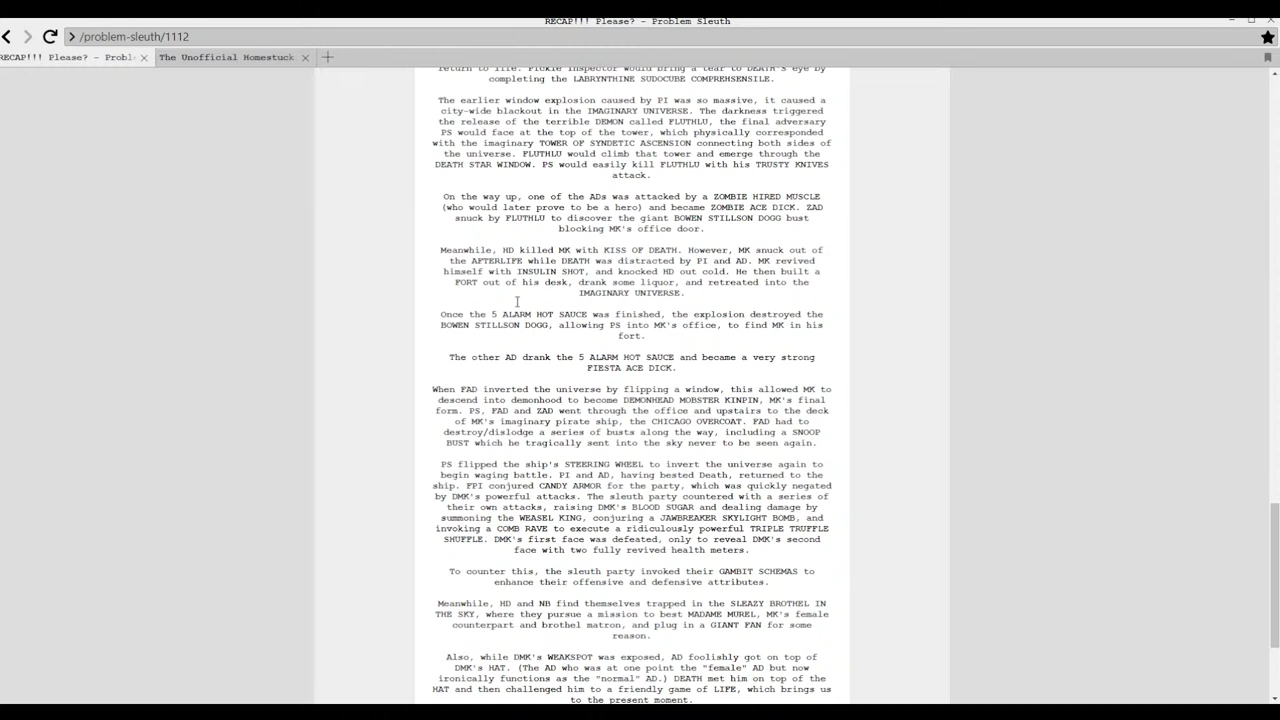 RECAP!!! Please? - Problem Sleuth
/problem-sleuth/1112
RECAP!!! Please? - Proble
The Unofficial Homestuck
return to life. Pickle Inspector would bring a tear to DEATH'S eye by
completing the LABRYNTHINE SUDOCUBE COMPREHENSILE.
The earlier window explosion caused by PI was so massive, it caused a
city-wide blackout in the IMAGINARY UNIVERSE. The darkness triggered
the release of the terrible DEMON called FLUTHLU, the final adversary
PS would face at the top of the tower, which physically corresponded
with the imaginary TOWER OF SYNDETIC ASCENSION connecting both sides of
the universe. FLUTHLU would climb that tower and emerge through the
DEATH STAR WINDOW. PS would easily kill FLUTHLU with his TRUSTY KNIVES
attack.
On the way up, one of the ADs was attacked by a ZOMBIE HIRED MUSCLE
(who would later prove to be a hero) and became ZOMBIE ACE DICK. ZAD
snuck by FLUTHLU to discover the giant BOWEN STILLSON DOGG bust
blocking MK's office door.
Meanwhile, HD killed MK with KISS OF DEATH. However, MK snuck out of
the AFTERLIFE while DEATH was distracted by PI and AD. MK revived
himself with INSULIN SHOT, and knocked HD out cold. He then built a
FORT out of his desk, drank some liquor, and retreated into the
IMAGINARY UNIVERSE.
Once the 5 ALARM HOT SAUCE was finished, the explosion destroyed the
BOWEN STILLSON DOGG, allowing PS into MK's office, to find MK in his
fort.
The other AD drank the 5 ALARM HOT SAUCE and became a very strong
FIESTA ACE DICK.
When FAD inverted the universe by flipping a window, this allowed MK to
descend into demonhood to become DEMONHEAD MOBSTER KINPIN, MK's final
form. PS, FAD and ZAD went through the office and upstairs to the deck
of MK's imaginary pirate ship, the CHICAGO OVERCOAT. FAD had to
destroy/dislodge a series of busts along the way, including a SNOOP
BUST which he tragically sent into the sky never to be seen again.
PS flipped the ship's STEERING WHEEL to invert the universe again to
begin waging battle. PI and AD, having bested Death, returned to the
ship. FPI conjured CANDY ARMOR for the party, which was quickly negated
by DMK's powerful attacks. The sleuth party countered with a series of
their own attacks, raising DMK's BLOOD SUGAR and dealing damage by
summoning the WEASEL KING, conjuring a JAWBREAKER SKYLIGHT BOMB, and
invoking a COMB RAVE to execute a ridiculously powerful TRIPLE TRUFFLE
SHUFFLE. DMK's first face was defeated, only to reveal DMK's second
face with two fully revived health meters.
To counter this, the sleuth party invoked their GAMBIT SCHEMAS to
enhance their offensive and defensive attributes.
Meanwhile, HD and NB find themselves trapped in the SLEAZY BROTHEL IN
THE SKY, where they pursue a mission to best MADAME MUREL, MK's female
counterpart and brothel matron, and plug in a GIANT FAN for some
reason.
Also, while DMK's WEAKSPOT was exposed, AD foolishly got on top of
DMK's HAT. (The AD who was at one point the "female" AD but now
ironically functions as the "normal" AD.) DEATH met him on top of the
HAT and then challenged him to a friendly game of LIFE, which brings us
to the present moment.